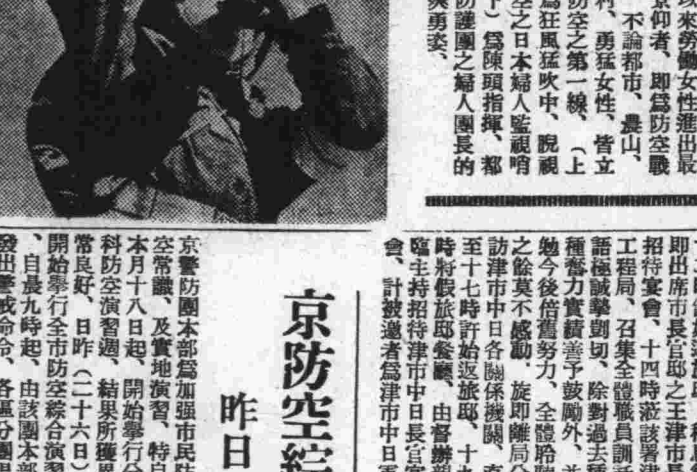 以來勞働女性進出最
景仰者、即爲防空戰
不論都市、農山、
村、勇猛女性、皆立
防空之第一線、（上
爲狂風猛吹中、睨視
空之日本婦人監視哨
下）爲陳頭指揮、都
防護團之婦人團長的
勇姿、
即出席市長官邸之王津市
招待宴會、十四時蒞該署
工程局、召集全體職員訓
語極誠摯剴切、除對過去
種奮力實績善予鼓勵外、
勉今後倍舊努力、全體聆
之餘莫不感動、旋即離局分
訪津市中日各關係機關、直
至十七時許始返旅邸、十九
時將假旅邸餐廳、由督辦
臨主持招待津市中日長官
會、計被邀者爲津市中日軍
京防空綜
昨日
京警防團本部爲加强市民防
空常識、及實地演習、特自
本月十八日起、開始舉行分
科防空演習週、結果所獲異
常良好、日昨（二十六日）
開始舉行全市防空綜合演習
、自晨九時起、由該團本部
發出警戒命令、各區分團